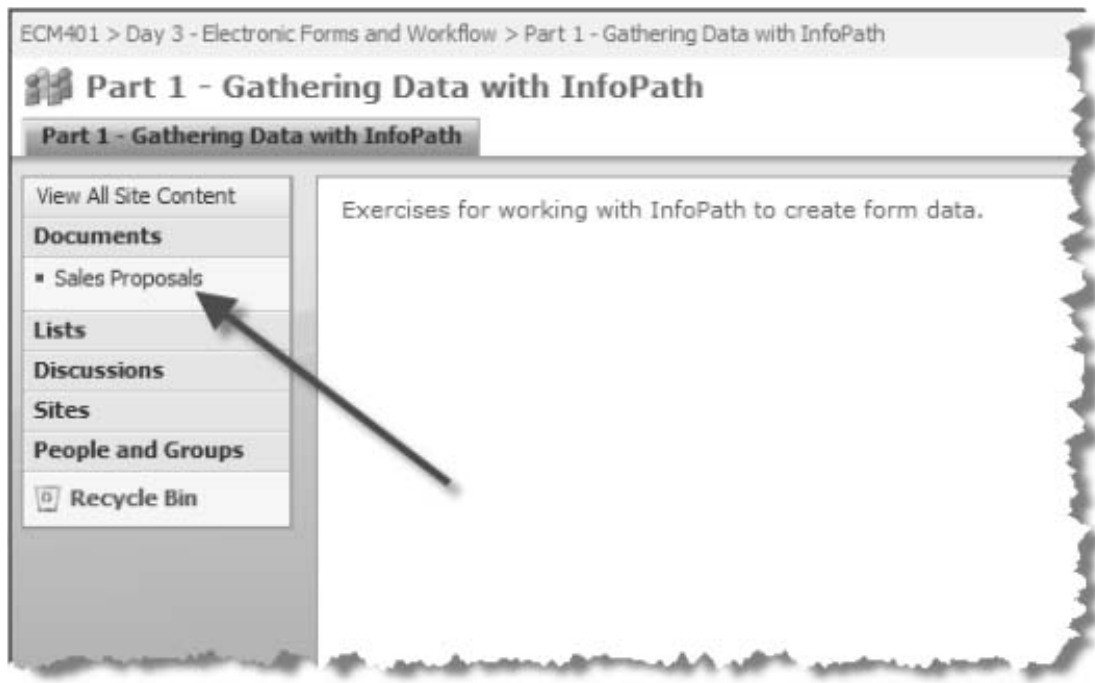 ECM401 > Day 3 - Electronic Forms and Workflow > Part 1 - Gathering Data with InfoPath
Part 1 - Gathering Data with InfoPath
Part 1 - Gathering Data with InfoPath
View All Site Content
Documents
Sales Proposals
Lists
Discussions
Sites
People and Groups
Recycle Bin
Exercises for working with InfoPath to create form data.